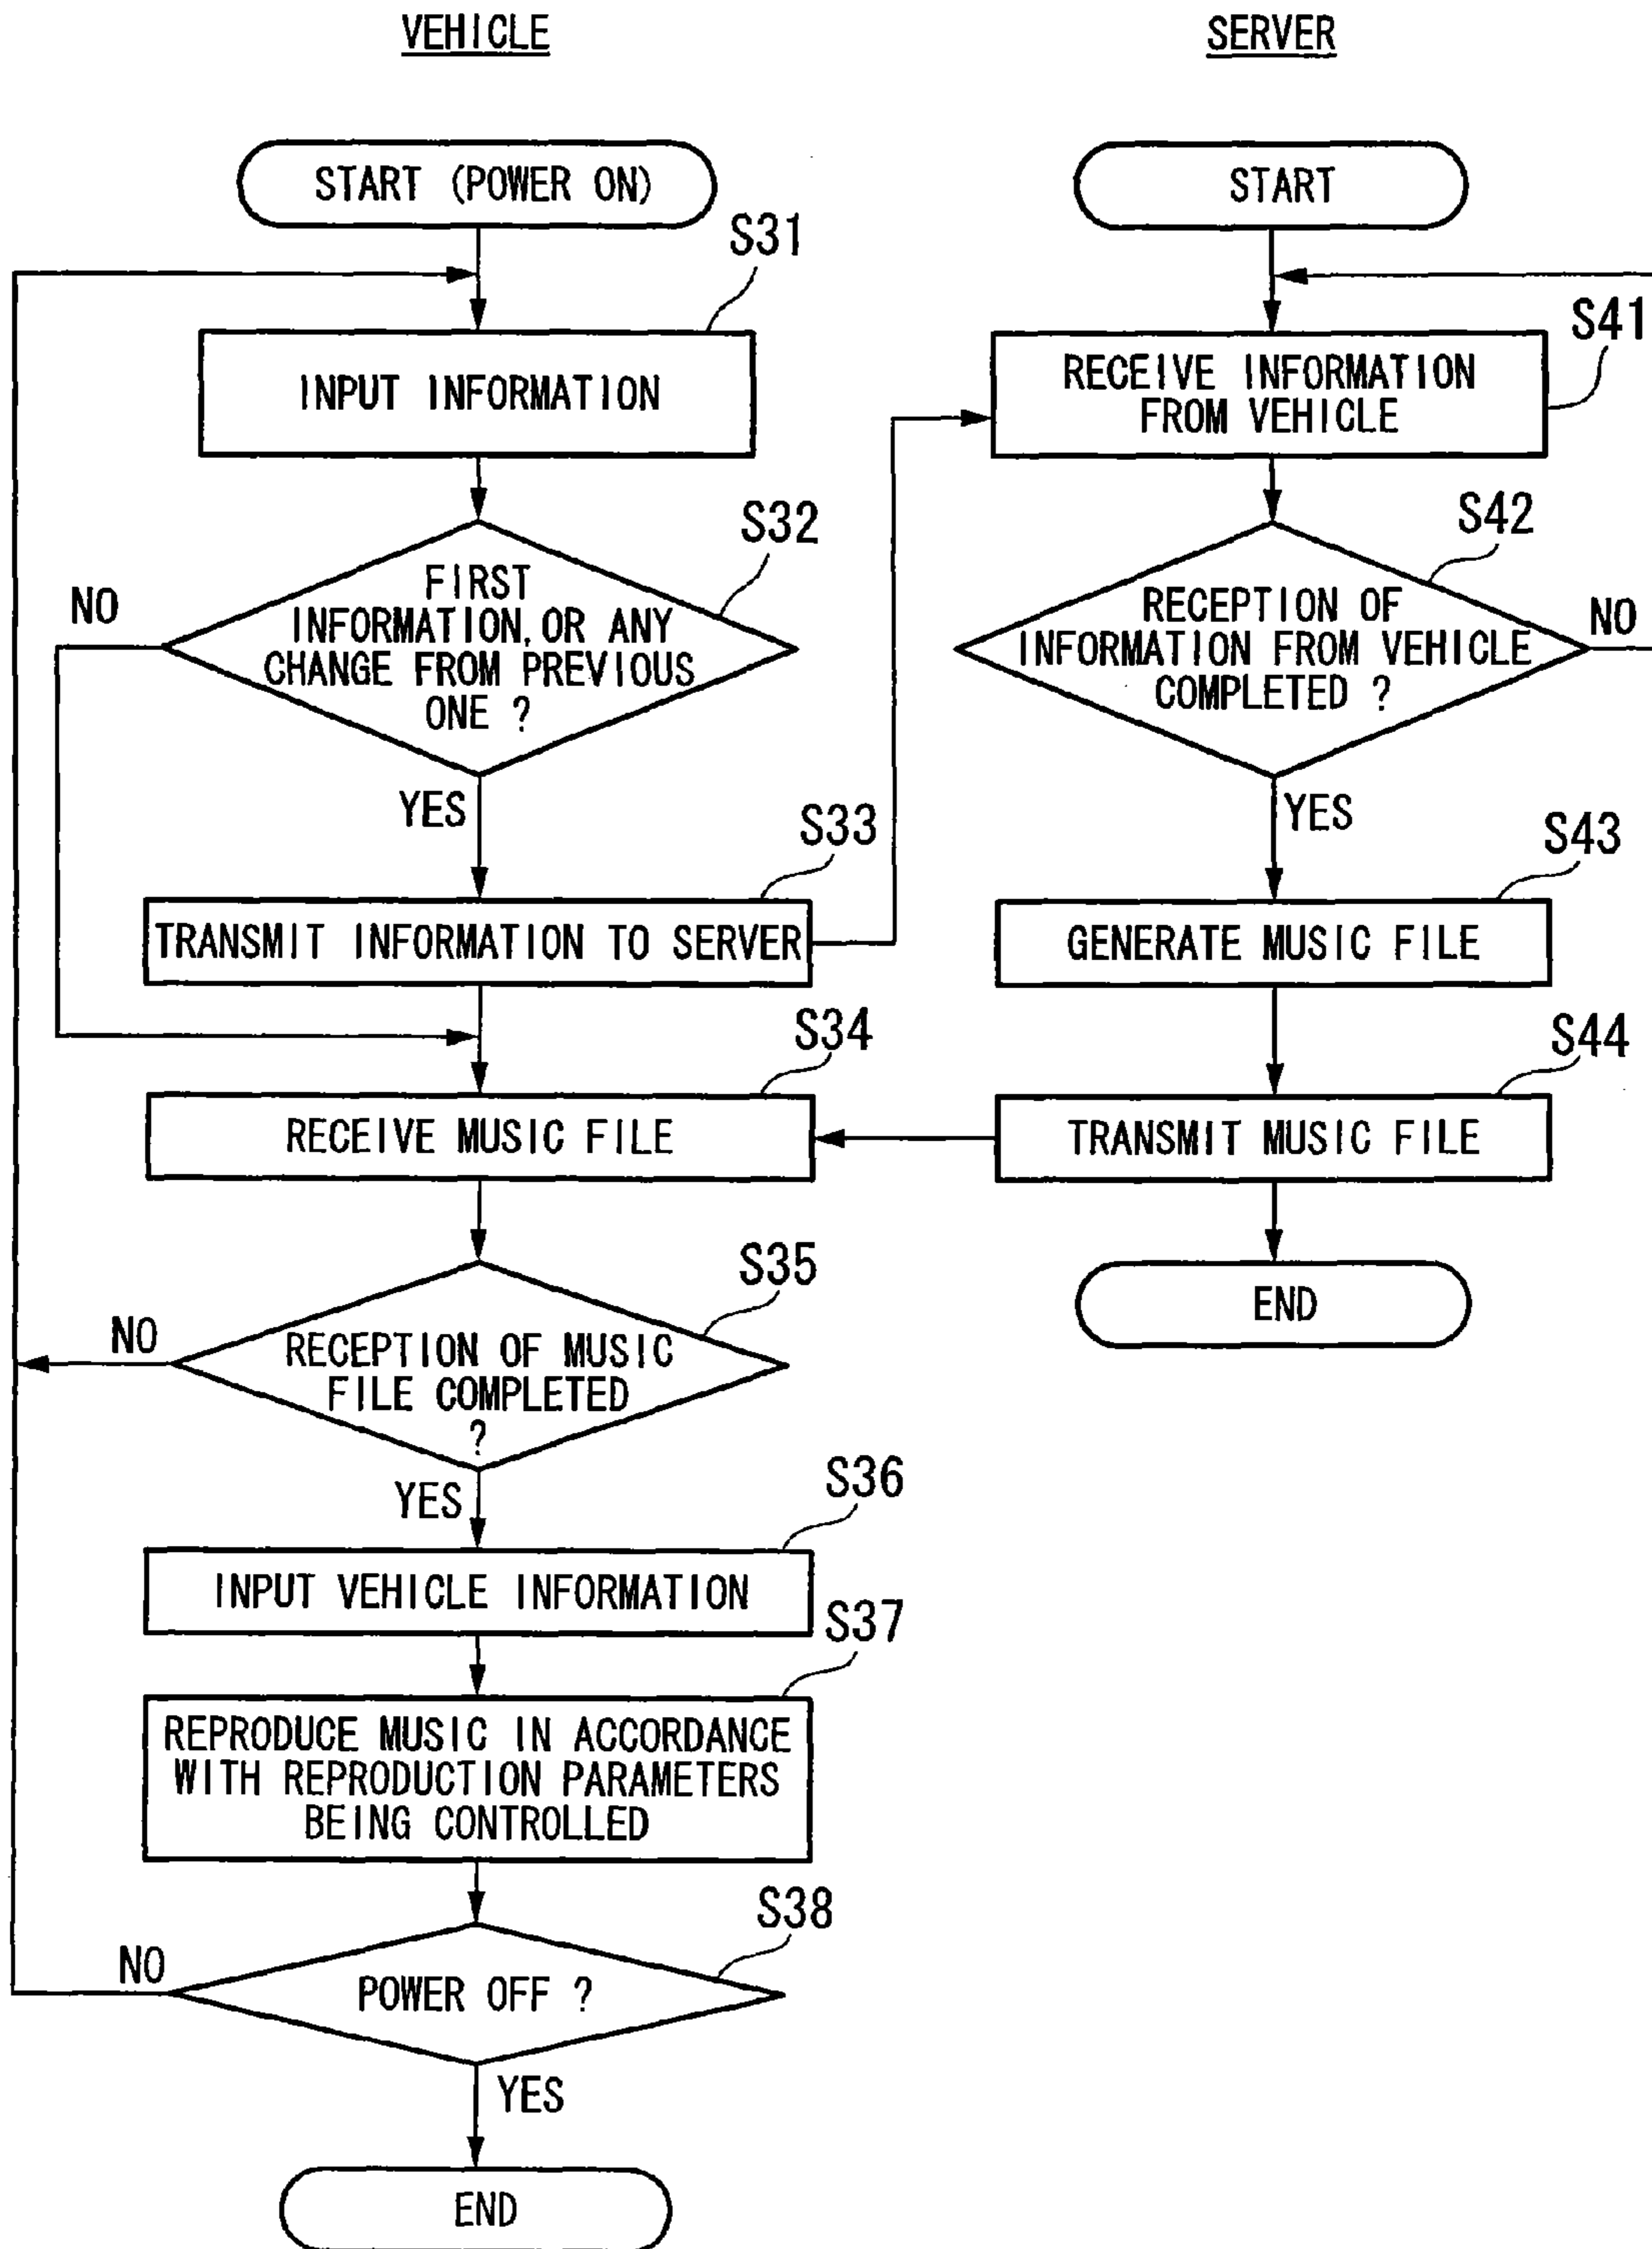 VEHICLE
START (POWER ON)
S31
INPUT INFORMATION
S32
FIRST
INFORMATION, OR ANY
CHANGE FROM PREVIOUS
ONE ?
NO
YES
S33
TRANSMIT INFORMATION TO SERVER
S34
RECEIVE MUSIC FILE
S35
RECEPTION OF MUSIC
FILE COMPLETED
?
NO
YES
S36
INPUT VEHICLE INFORMATION
S37
REPRODUCE MUSIC IN ACCORDANCE
WITH REPRODUCTION PARAMETERS
BEING CONTROLLED
S38
POWER OFF ?
NO
YES
END
SERVER
START
S41
RECEIVE INFORMATION
FROM VEHICLE
S42
RECEPTION OF
INFORMATION FROM VEHICLE
COMPLETED ?
NO
YES
S43
GENERATE MUSIC FILE
S44
TRANSMIT MUSIC FILE
END